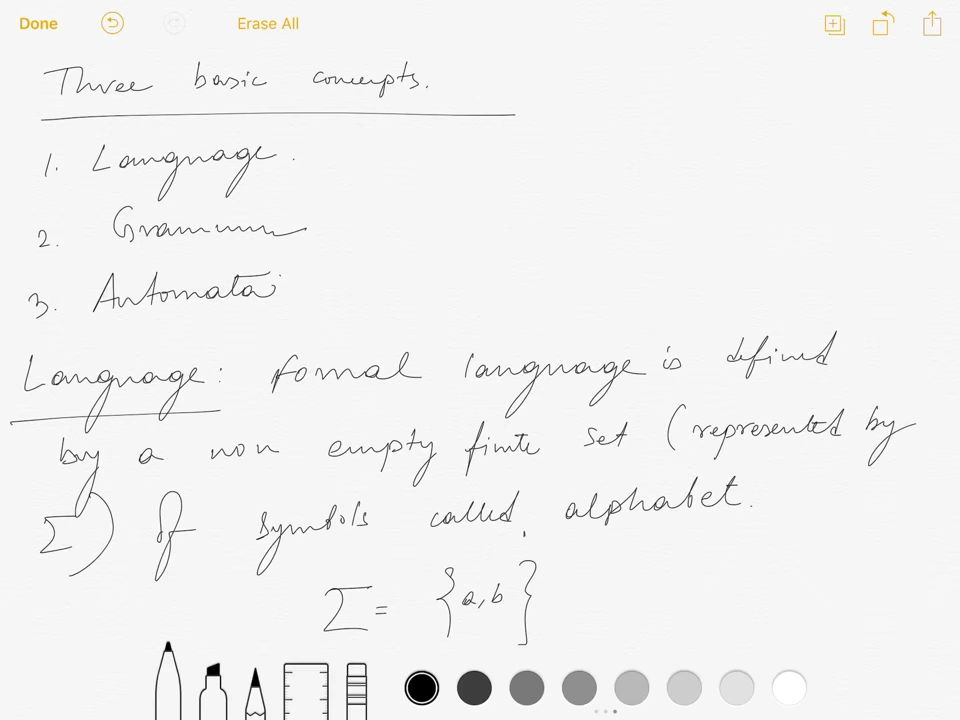 Done Erase All
Three basic concepts.
1. Language.
2. Grammar
3. Automata
Language: formal language is defined
by a non empty finite set (represented by
Σ) of symbols called alphabet.
Σ = {a,b}